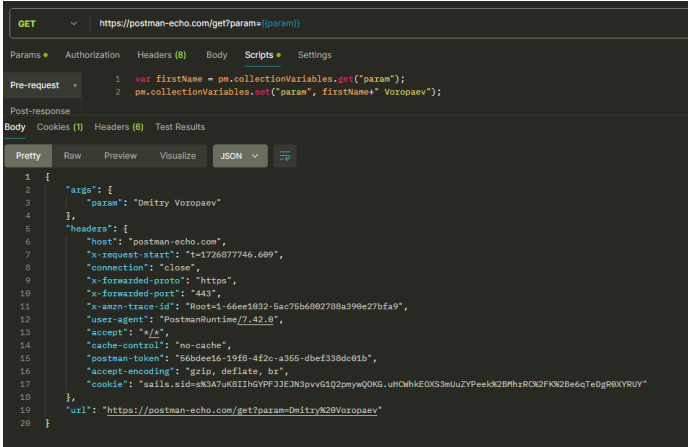 GET https://postman-echo.com/get?param={{param}}
Params Authorization Headers (8) Body Scripts Settings
Pre-request
1 var firstName = pm.collectionVariables.get("param");
2 pm.collectionVariables.set("param", firstName+" Voropaev");
Post-response
Body Cookies (1) Headers (6) Test Results
Pretty Raw Preview Visualize JSON
1 {
2 "args": {
3 "param": "Dmitry Voropaev"
4 },
5 "headers": {
6 "host": "postman-echo.com",
7 "x-request-start": "t=1726877746.609",
8 "connection": "close",
9 "x-forwarded-proto": "https",
10 "x-forwarded-port": "443",
11 "x-amzn-trace-id": "Root=1-66ee1032-5ac75b6802788a390e27bfa9",
12 "user-agent": "PostmanRuntime/7.42.0",
13 "accept": "*/*",
14 "cache-control": "no-cache",
15 "postman-token": "56bdee16-19f8-4f2c-a355-dbef338dc01b",
16 "accept-encoding": "gzip, deflate, br",
17 "cookie": "sails.sid=s%3A7uK8IIhGYPFJJEJN3pvvG1Q2pmywQOKG.uHCWhkEOXS3mUuZYPeek%2BMhzRC%2FK%2Be6qTeDgR0XYRUY"
18 },
19 "url": "https://postman-echo.com/get?param=Dmitry%20Voropaev"
20 }